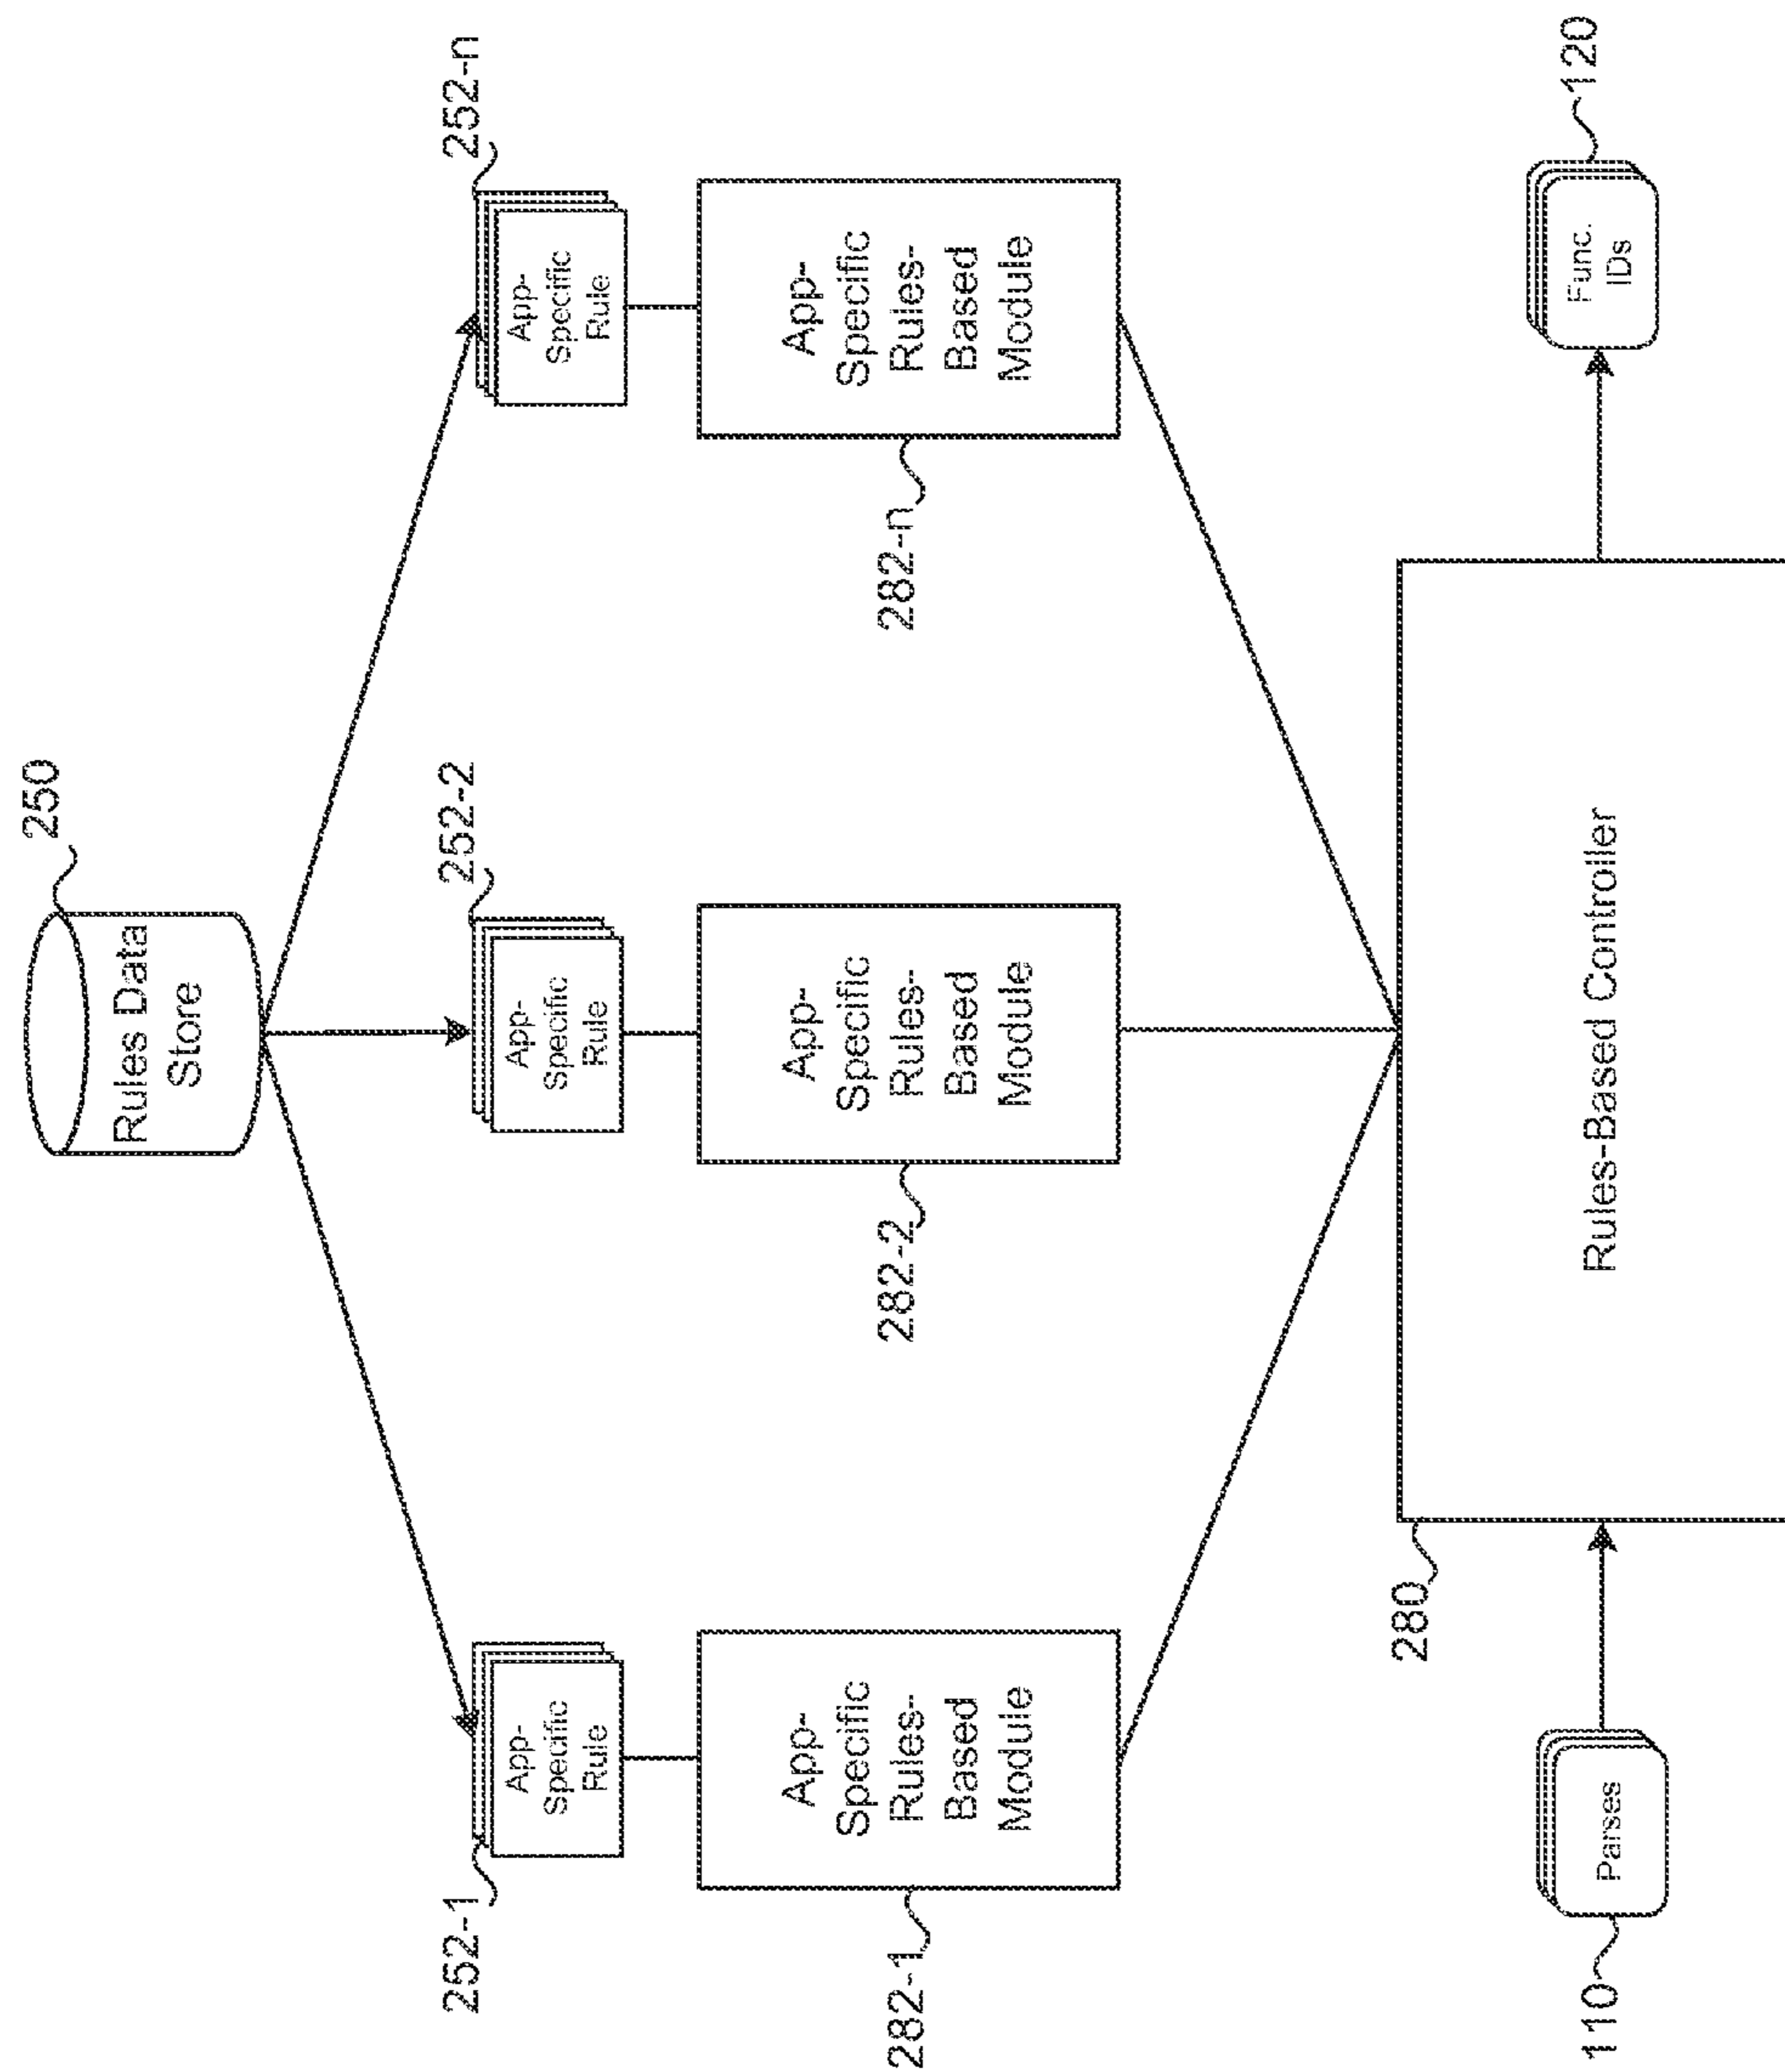 250
Rules Data
Store
252-1
App-
Specific
Rule
252-2
App-
Specific
Rule
252-n
App-
Specific
Rule
282-1
App-
Specific
Rules-
Based
Module
282-2
App-
Specific
Rules-
Based
Module
282-n
App-
Specific
Rules-
Based
Module
280
Rules-Based Controller
110
Parses
Func.
IDs
120